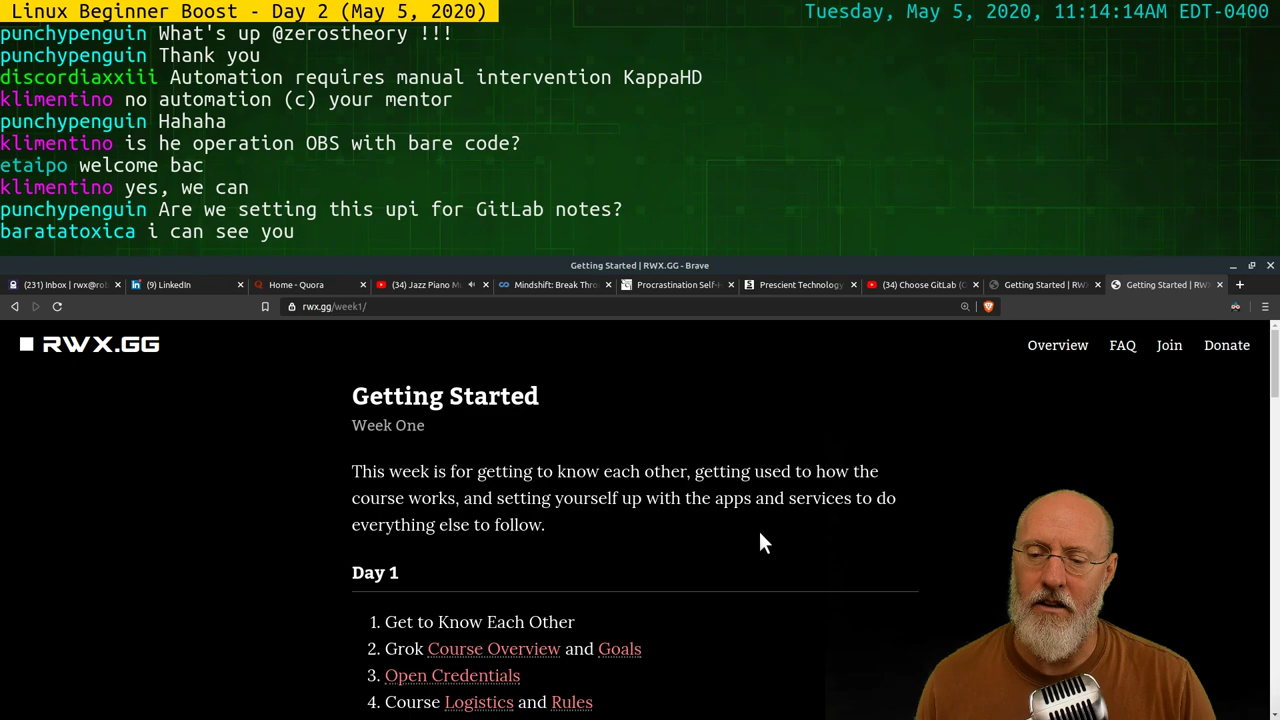 Linux Beginner Boost - Day 2 (May 5, 2020)
Tuesday, May 5, 2020, 11:14:14AM EDT-0400
punchypenguin What's up @zerostheory !!!
punchypenguin Thank you
discordiaxxiii Automation requires manual intervention KappaHD
klimentino no automation (c) your mentor
punchypenguin Hahaha
klimentino is he operation OBS with bare code?
etaipo welcome bac
klimentino yes, we can
punchypenguin Are we setting this upi for GitLab notes?
baratatoxica i can see you
Getting Started | RWX.GG - Brave
(231) Inbox | rwx@rob
(9) LinkedIn
Home - Quora
(34) Jazz Piano M
Mindshift: Break Thro
Procrastination Self-H
Prescient Technology
(34) Choose GitLab (C
Getting Started | RWX
Getting Started | RWX
rwx.gg/week1/
RWX.GG
Overview FAQ Join Donate
Getting Started
Week One
This week is for getting to know each other, getting used to how the
course works, and setting yourself up with the apps and services to do
everything else to follow.
Day 1
1. Get to Know Each Other
2. Grok Course Overview and Goals
3. Open Credentials
4. Course Logistics and Rules